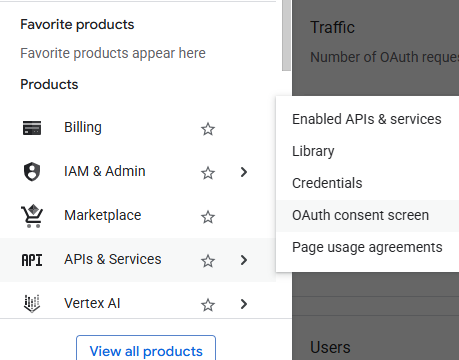 Favorite products
Favorite products appear here
Products
Billing
IAM & Admin
Marketplace
API APIs & Services
Vertex AI
View all products
Traffic
Number of OAuth reques
Enabled APIs & services
Library
Credentials
OAuth consent screen
Page usage agreements
Users